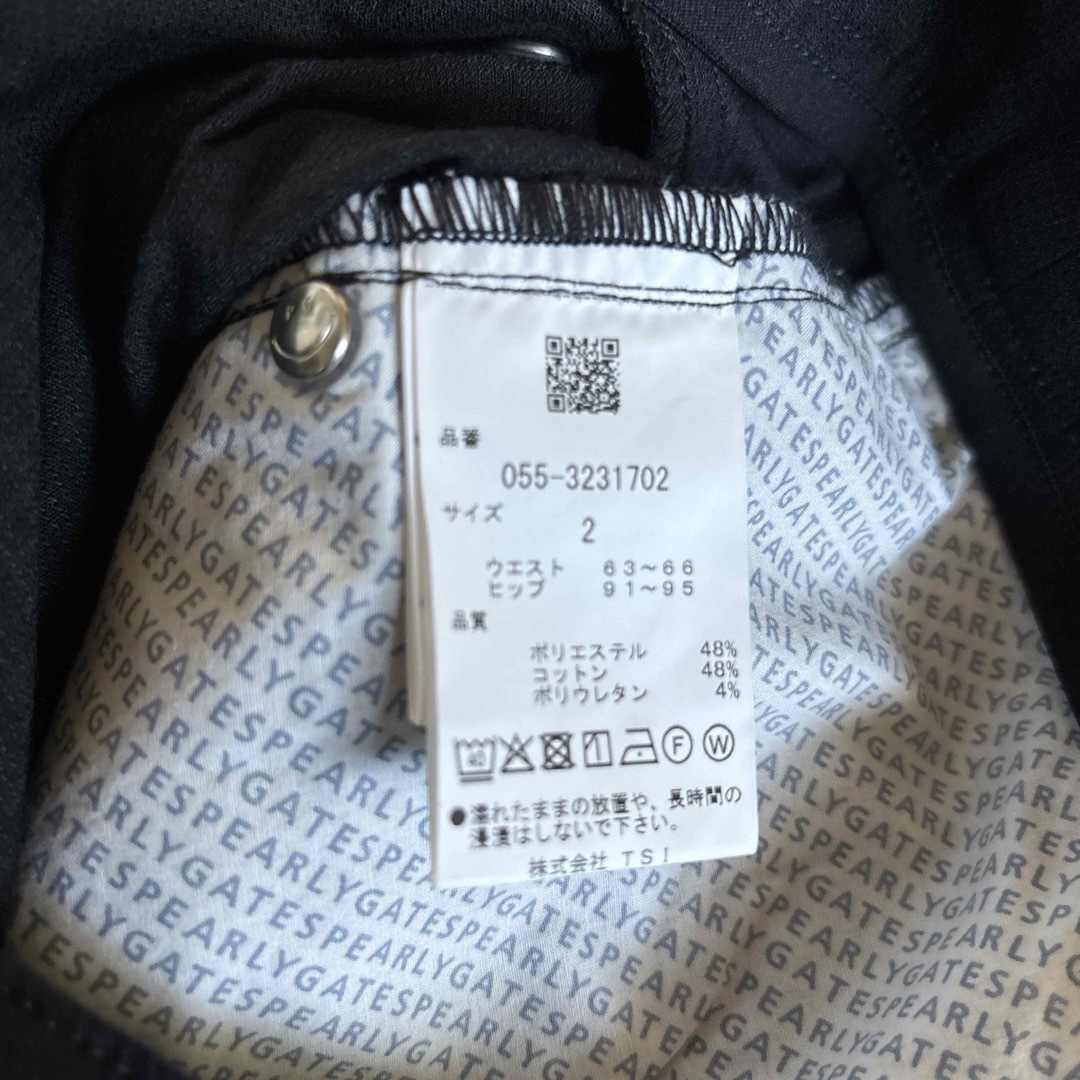 品番
055-3231702
サイズ
2
ウエスト 63～66
ヒップ 91～95
品質
ポリエステル 48%
コットン 48%
ポリウレタン 4%
40 F W
●濡れたままの放置や、長時間の
浸漬はしないで下さい。
株式会社 TSI
PEARLYGATES